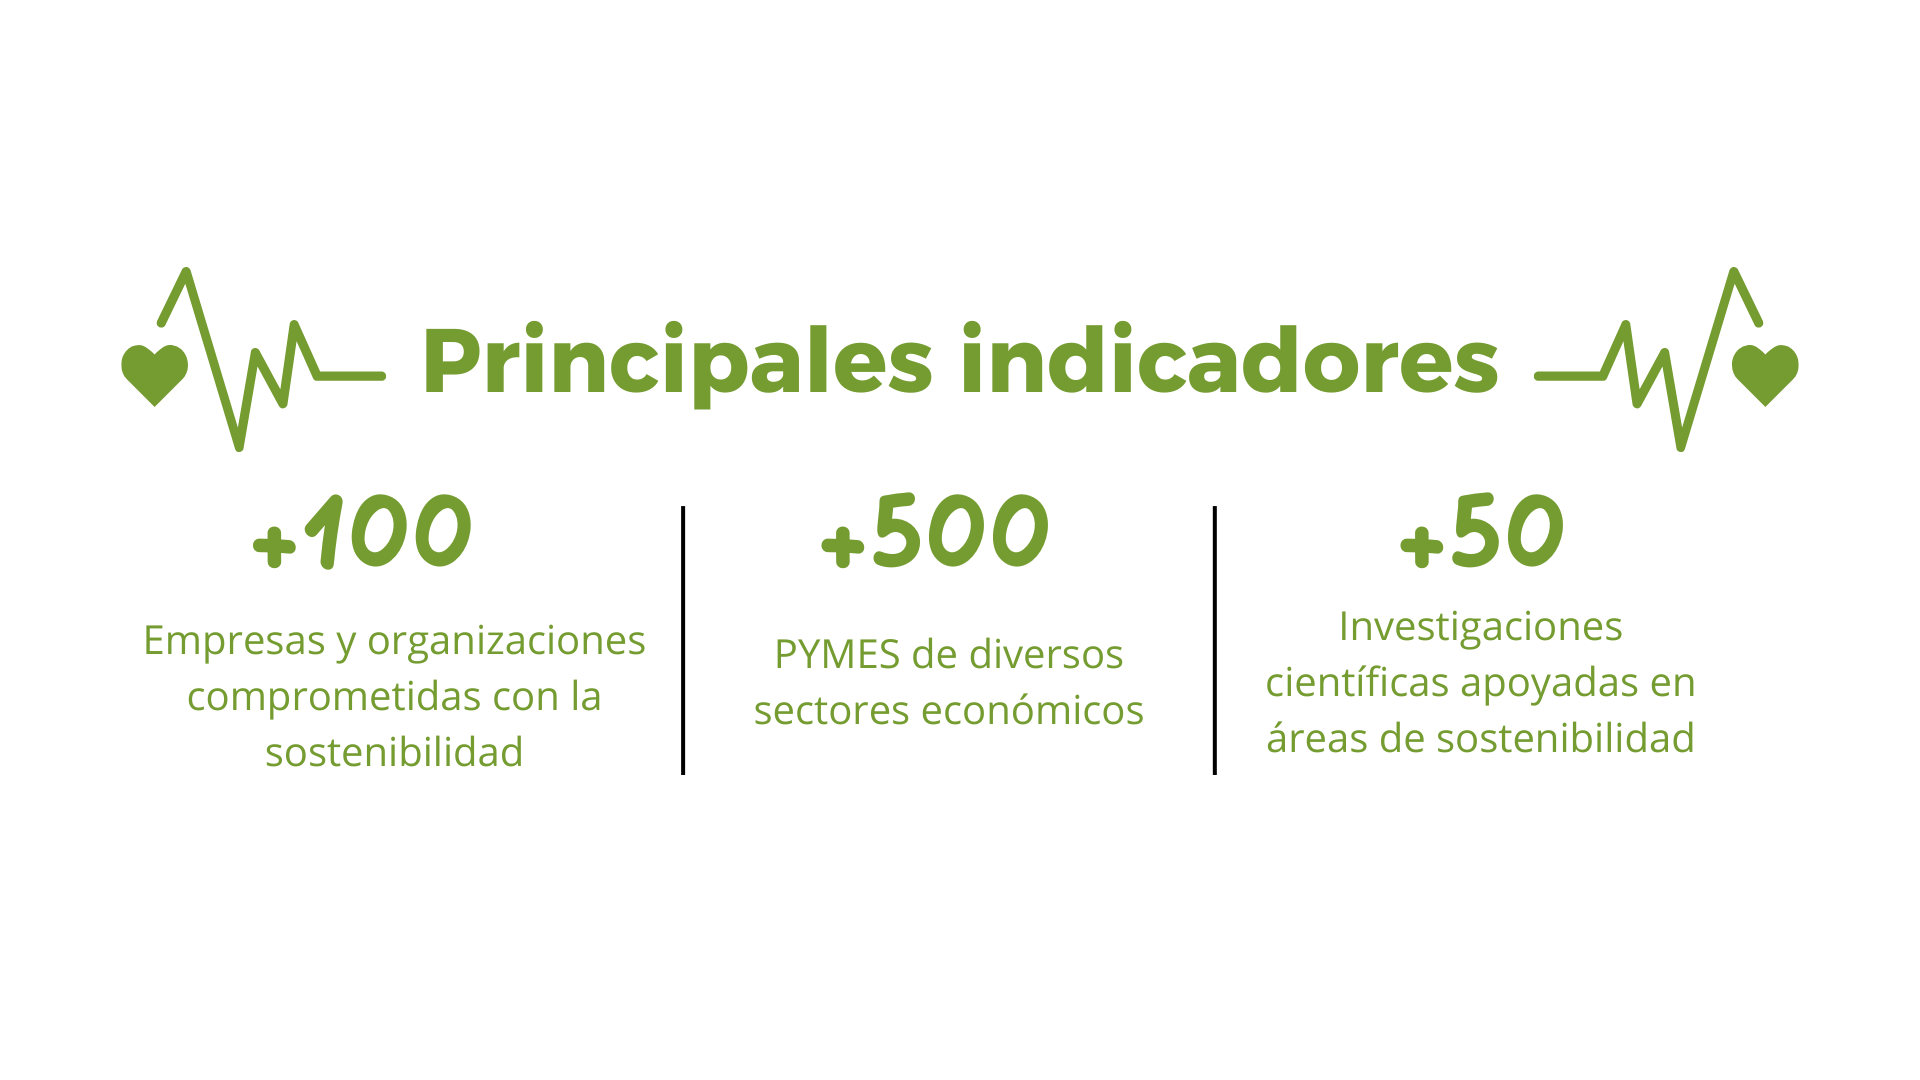 Principales indicadores
+100
Empresas y organizaciones
comprometidas con la
sostenibilidad
+500
PYMES de diversos
sectores económicos
+50
Investigaciones
científicas apoyadas en
áreas de sostenibilidad